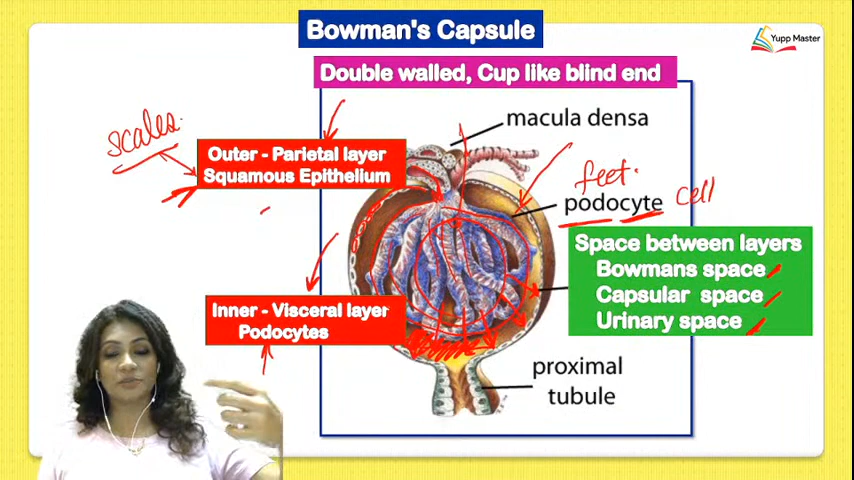 Bowman's Capsule
Yupp Master
Double walled, Cup like blind end
macula densa
scales.
Outer - Parietal layer
Squamous Epithelium
feet.
podocyte
cell
Space between layers
Bowmans space
Capsular space
Urinary space
Inner - Visceral layer
Podocytes
proximal
tubule